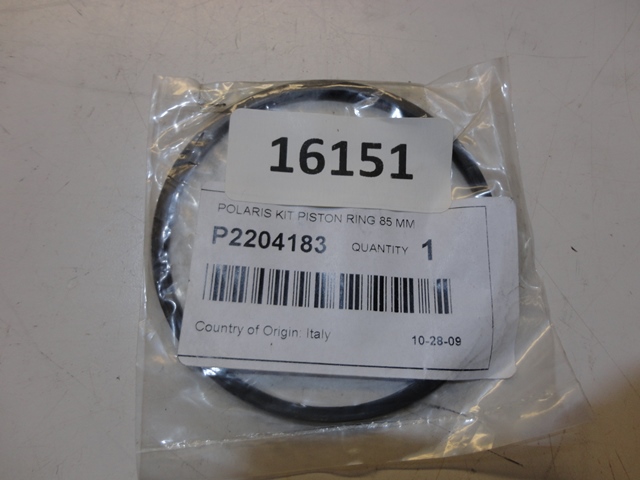 16151
POLARIS KIT PISTON RING 85 MM
P2204183 QUANTITY 1
Country of Origin: Italy 10-28-09